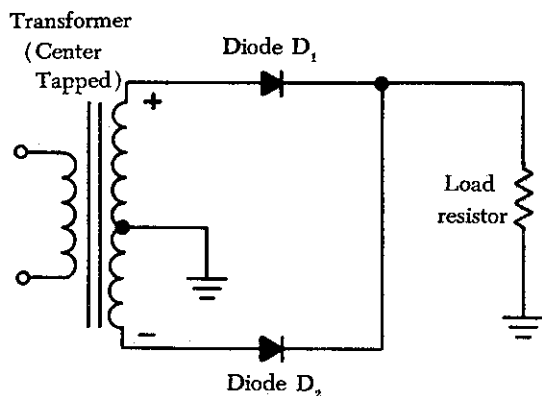 Transformer
(Center
Tapped)
Diode D₁
+
Load
resistor
−
Diode D₂